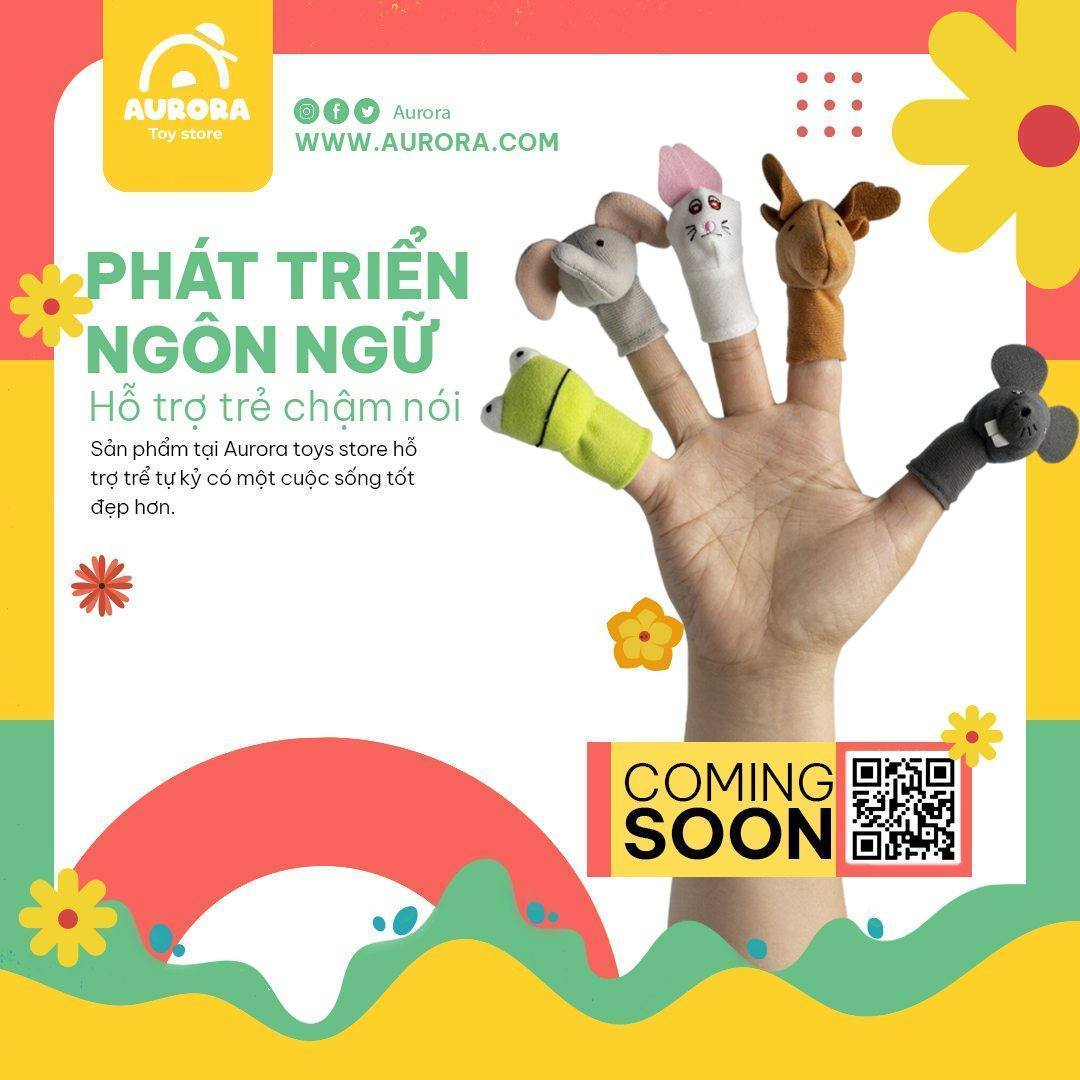 AURORA
Toy store
Aurora
WWW.AURORA.COM
PHÁT TRIỂN
NGÔN NGỮ
Hỗ trợ trẻ chậm nói
Sản phẩm tại Aurora toys store hỗ
trợ trể tự kỷ có một cuộc sống tốt
đẹp hơn.
COMING
SOON